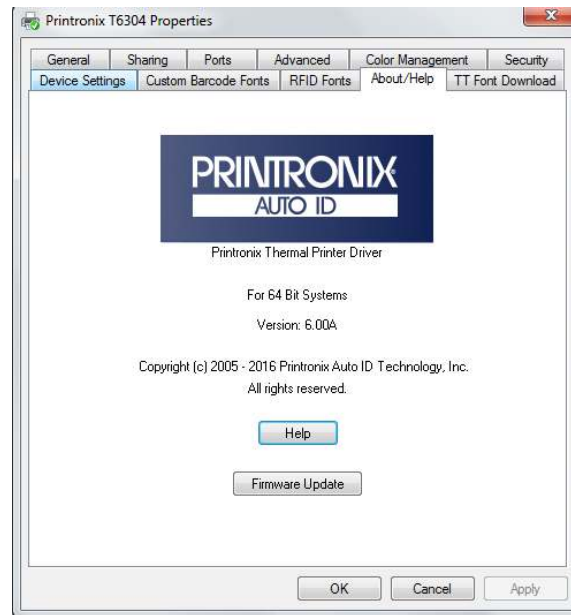 Printronix T6304 Properties
General Sharing Ports Advanced Color Management Security
Device Settings Custom Barcode Fonts RFID Fonts About/Help TT Font Download
PRINTRONIX
AUTO ID
Printronix Thermal Printer Driver
For 64 Bit Systems
Version: 6.00A
Copyright (c) 2005 - 2016 Printronix Auto ID Technology, Inc.
All rights reserved.
Help
Firmware Update
OK Cancel Apply